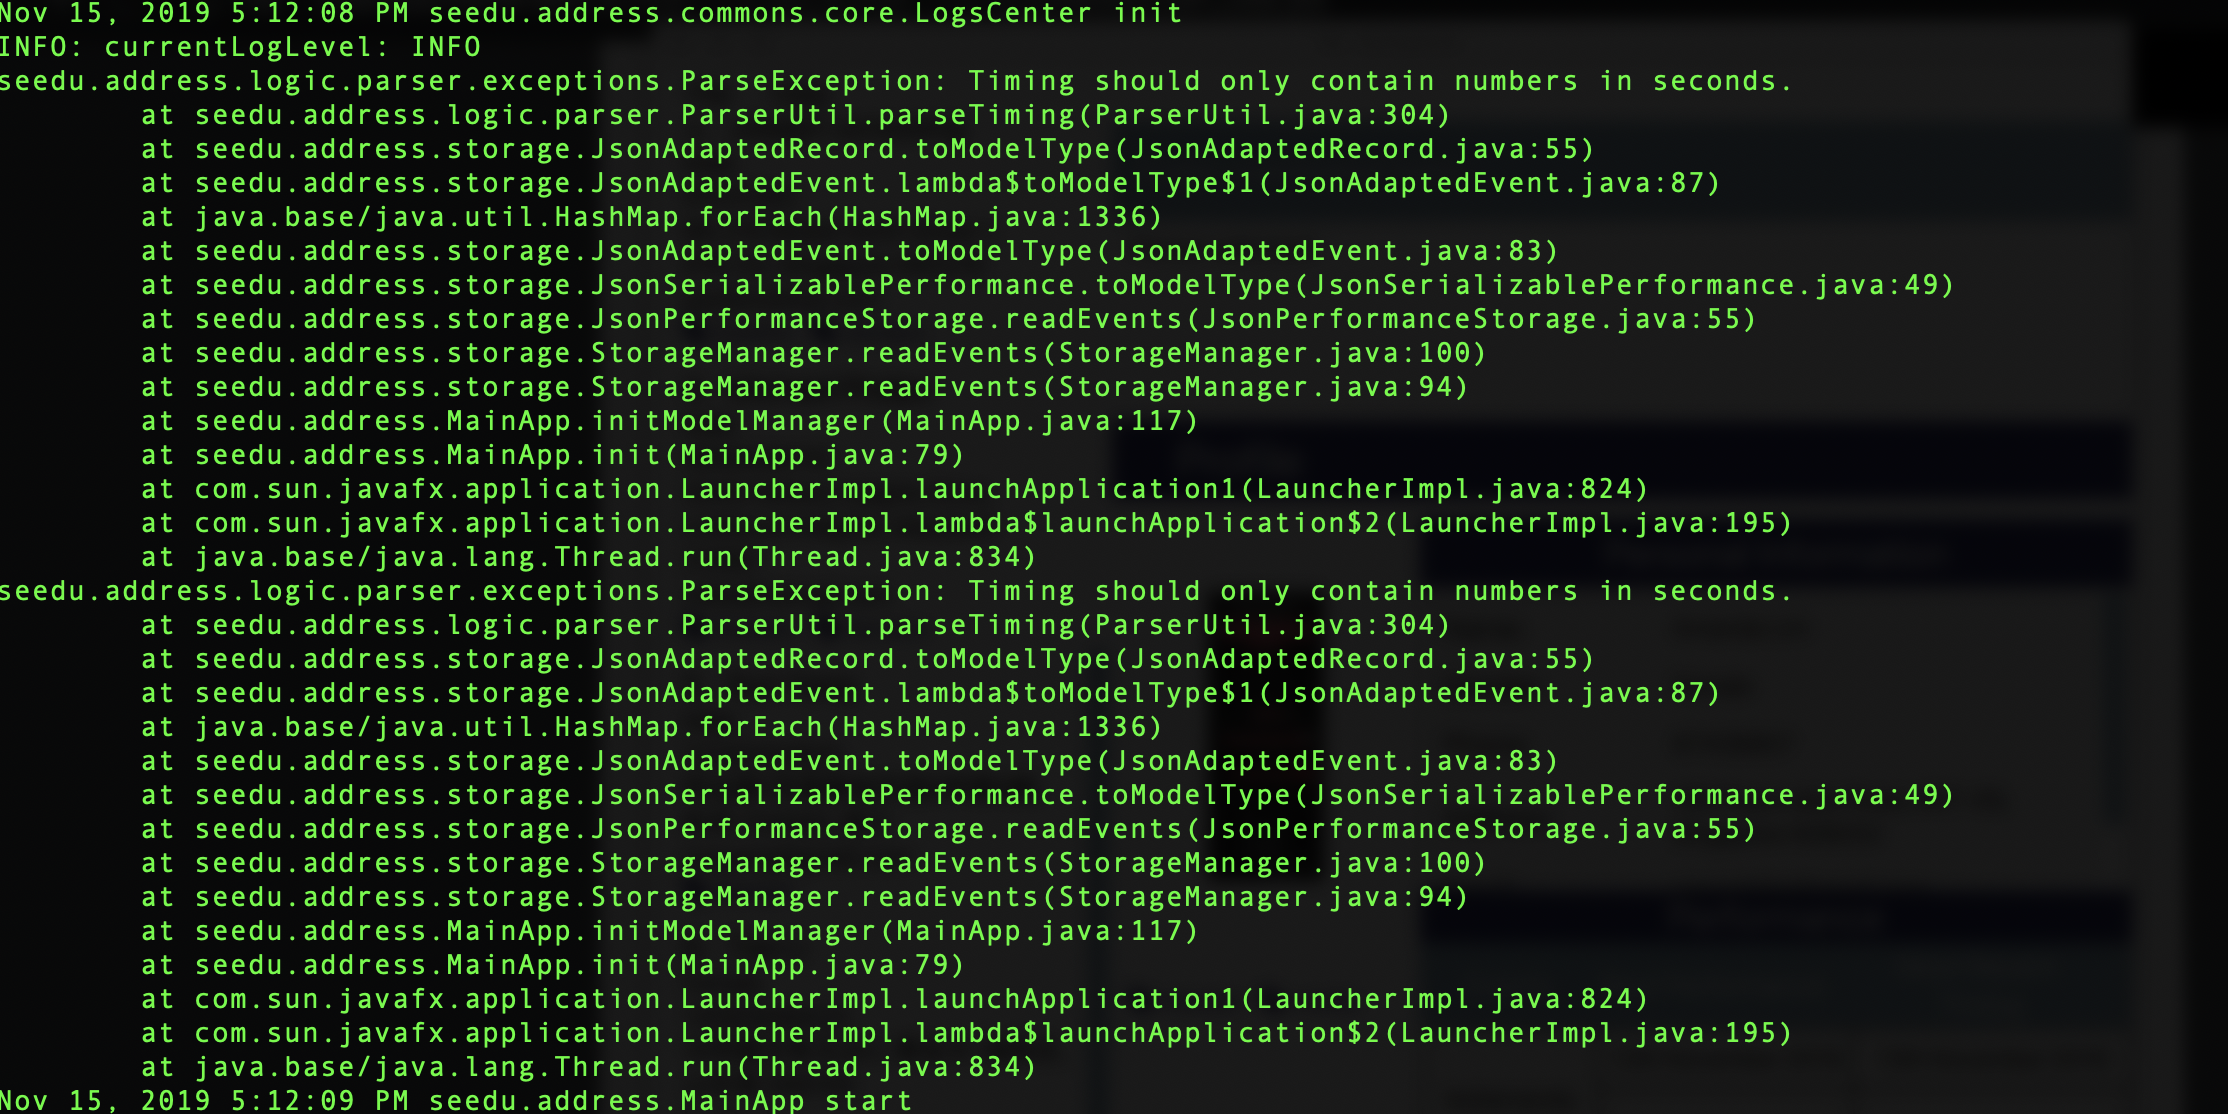 Nov 15, 2019 5:12:08 PM seedu.address.commons.core.LogsCenter init
INFO: currentLogLevel: INFO
seedu.address.logic.parser.exceptions.ParseException: Timing should only contain numbers in seconds.
at seedu.address.logic.parser.ParserUtil.parseTiming(ParserUtil.java:304)
at seedu.address.storage.JsonAdaptedRecord.toModelType(JsonAdaptedRecord.java:55)
at seedu.address.storage.JsonAdaptedEvent.lambda$toModelType$1(JsonAdaptedEvent.java:87)
at java.base/java.util.HashMap.forEach(HashMap.java:1336)
at seedu.address.storage.JsonAdaptedEvent.toModelType(JsonAdaptedEvent.java:83)
at seedu.address.storage.JsonSerializablePerformance.toModelType(JsonSerializablePerformance.java:49)
at seedu.address.storage.JsonPerformanceStorage.readEvents(JsonPerformanceStorage.java:55)
at seedu.address.storage.StorageManager.readEvents(StorageManager.java:100)
at seedu.address.storage.StorageManager.readEvents(StorageManager.java:94)
at seedu.address.MainApp.initModelManager(MainApp.java:117)
at seedu.address.MainApp.init(MainApp.java:79)
at com.sun.javafx.application.LauncherImpl.launchApplication1(LauncherImpl.java:824)
at com.sun.javafx.application.LauncherImpl.lambda$launchApplication$2(LauncherImpl.java:195)
at java.base/java.lang.Thread.run(Thread.java:834)
seedu.address.logic.parser.exceptions.ParseException: Timing should only contain numbers in seconds.
at seedu.address.logic.parser.ParserUtil.parseTiming(ParserUtil.java:304)
at seedu.address.storage.JsonAdaptedRecord.toModelType(JsonAdaptedRecord.java:55)
at seedu.address.storage.JsonAdaptedEvent.lambda$toModelType$1(JsonAdaptedEvent.java:87)
at java.base/java.util.HashMap.forEach(HashMap.java:1336)
at seedu.address.storage.JsonAdaptedEvent.toModelType(JsonAdaptedEvent.java:83)
at seedu.address.storage.JsonSerializablePerformance.toModelType(JsonSerializablePerformance.java:49)
at seedu.address.storage.JsonPerformanceStorage.readEvents(JsonPerformanceStorage.java:55)
at seedu.address.storage.StorageManager.readEvents(StorageManager.java:100)
at seedu.address.storage.StorageManager.readEvents(StorageManager.java:94)
at seedu.address.MainApp.initModelManager(MainApp.java:117)
at seedu.address.MainApp.init(MainApp.java:79)
at com.sun.javafx.application.LauncherImpl.launchApplication1(LauncherImpl.java:824)
at com.sun.javafx.application.LauncherImpl.lambda$launchApplication$2(LauncherImpl.java:195)
at java.base/java.lang.Thread.run(Thread.java:834)
Nov 15, 2019 5:12:09 PM seedu.address.MainApp start